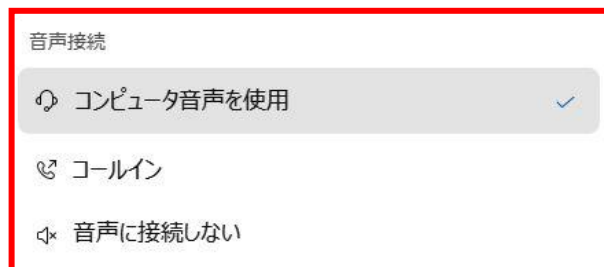 音声接続
コンピュータ音声を使用
コールイン
音声に接続しない